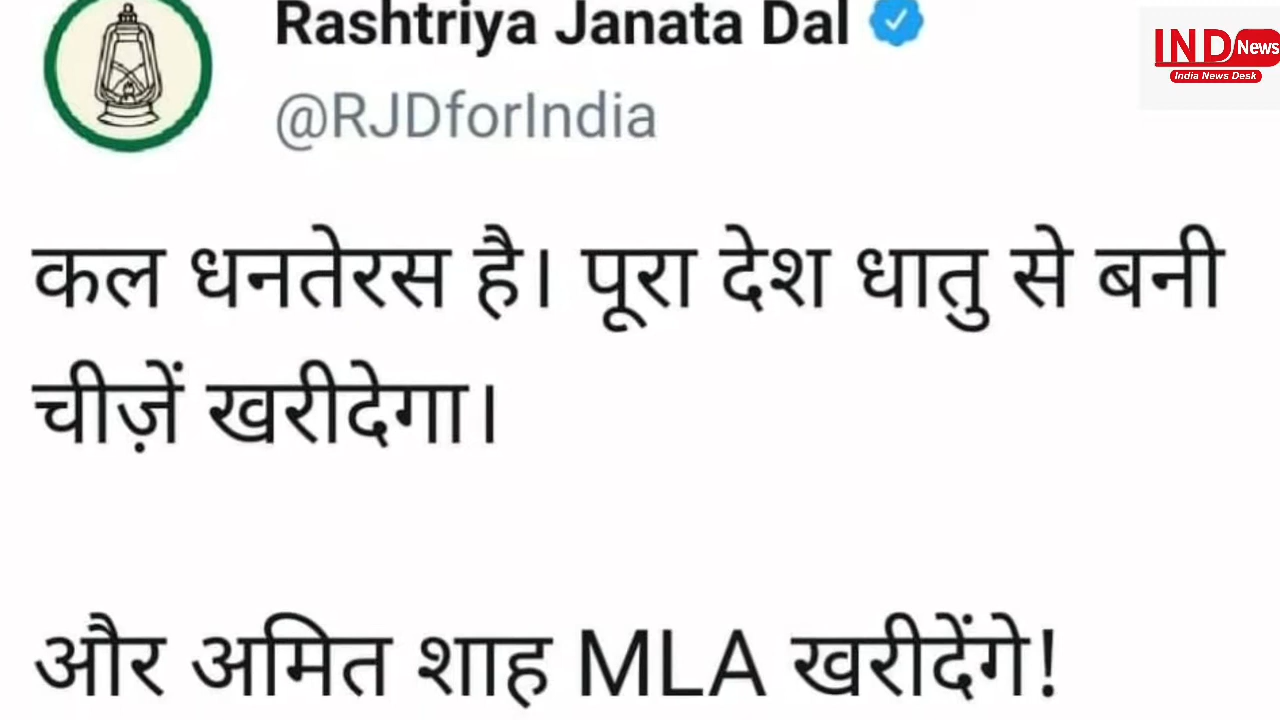 Rashtriya Janata Dal
IND News
India News Desk
@RJDforIndia
कल धनतेरस है। पूरा देश धातु से बनी
चीज़ें खरीदेगा।
और अमित शाह MLA खरीदेंगे!